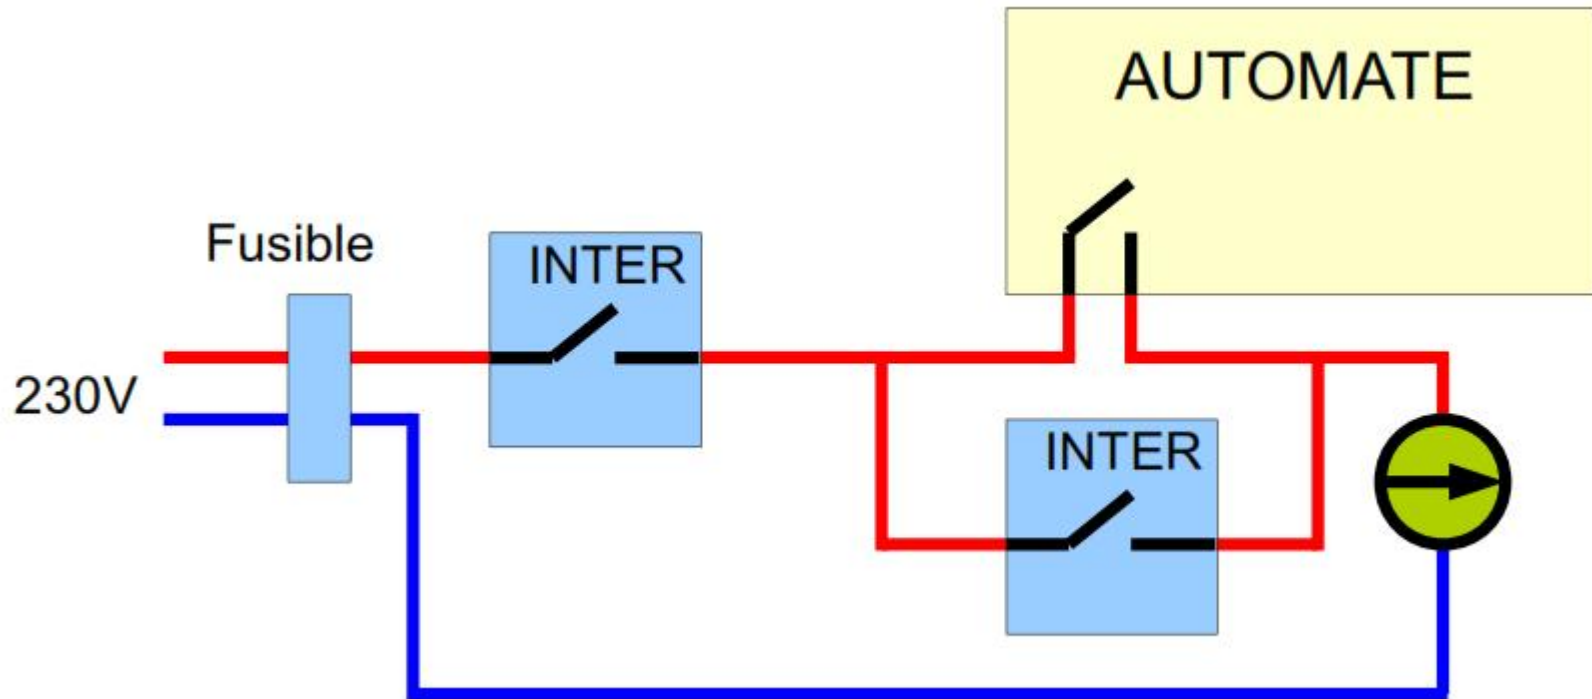 AUTOMATE
Fusible
INTER
230V
INTER